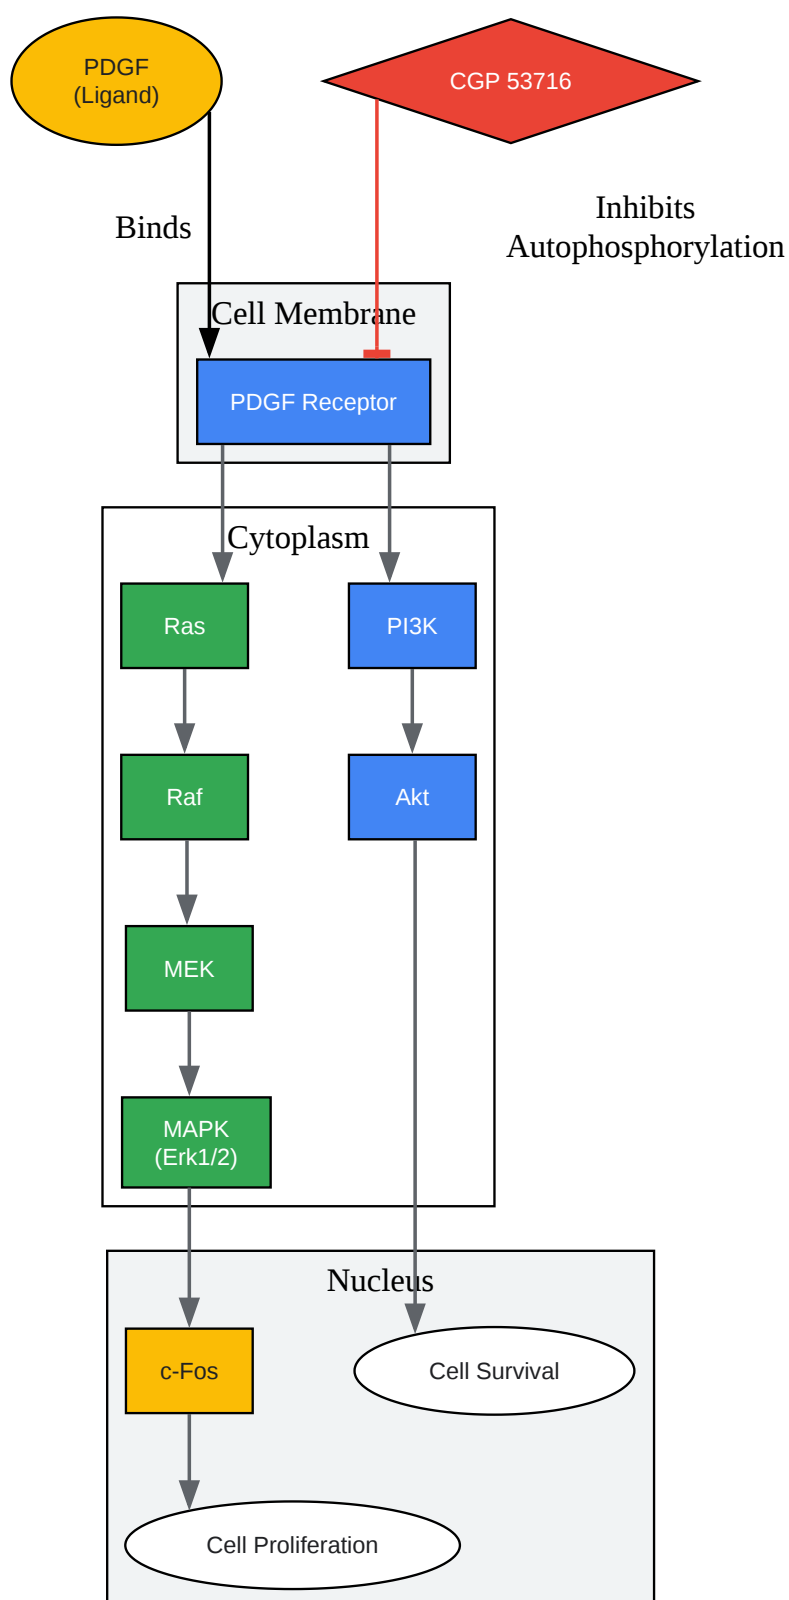 PDGF
(Ligand)
CGP 53716
Binds
Inhibits
Autophosphorylation
Cell Membrane
PDGF Receptor
Cytoplasm
Ras
PI3K
Raf
Akt
MEK
MAPK
(Erk1/2)
Nucleus
c-Fos
Cell Survival
Cell Proliferation